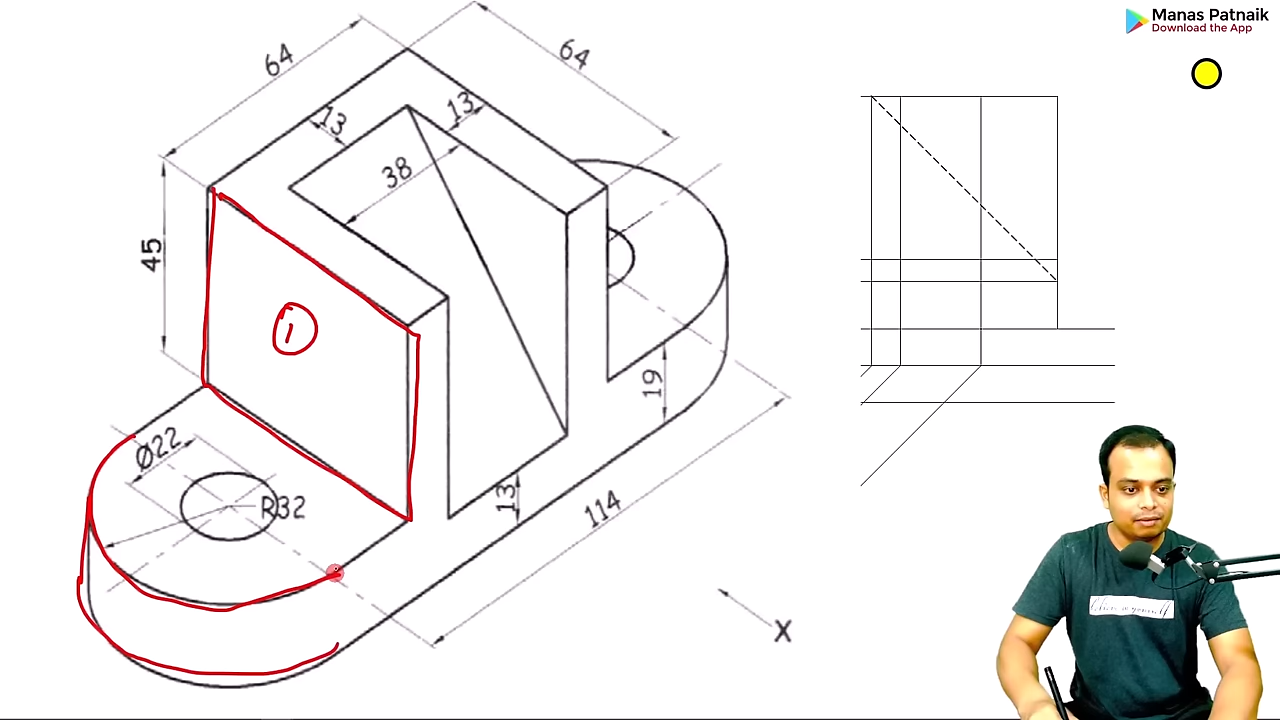 Manas Patnaik
Download the App
64
64
13
13
38
45
Ø22
R32
1
19
13
114
X